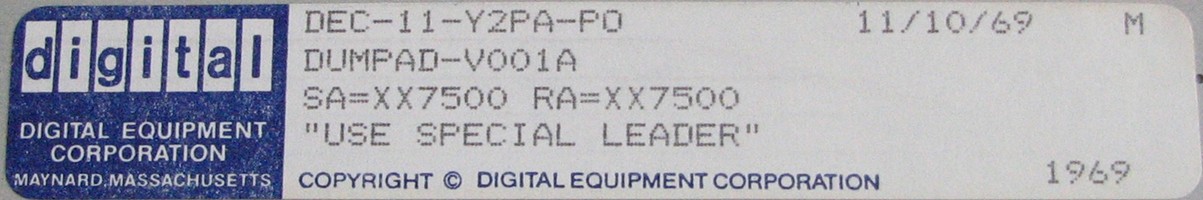 digital
DIGITAL EQUIPMENT
CORPORATION
MAYNARD, MASSACHUSETTS
DEC-11-Y2PA-PO 11/10/69 M
DUMPAD-V001A
SA=XX7500 RA=XX7500
"USE SPECIAL LEADER"
COPYRIGHT © DIGITAL EQUIPMENT CORPORATION 1969